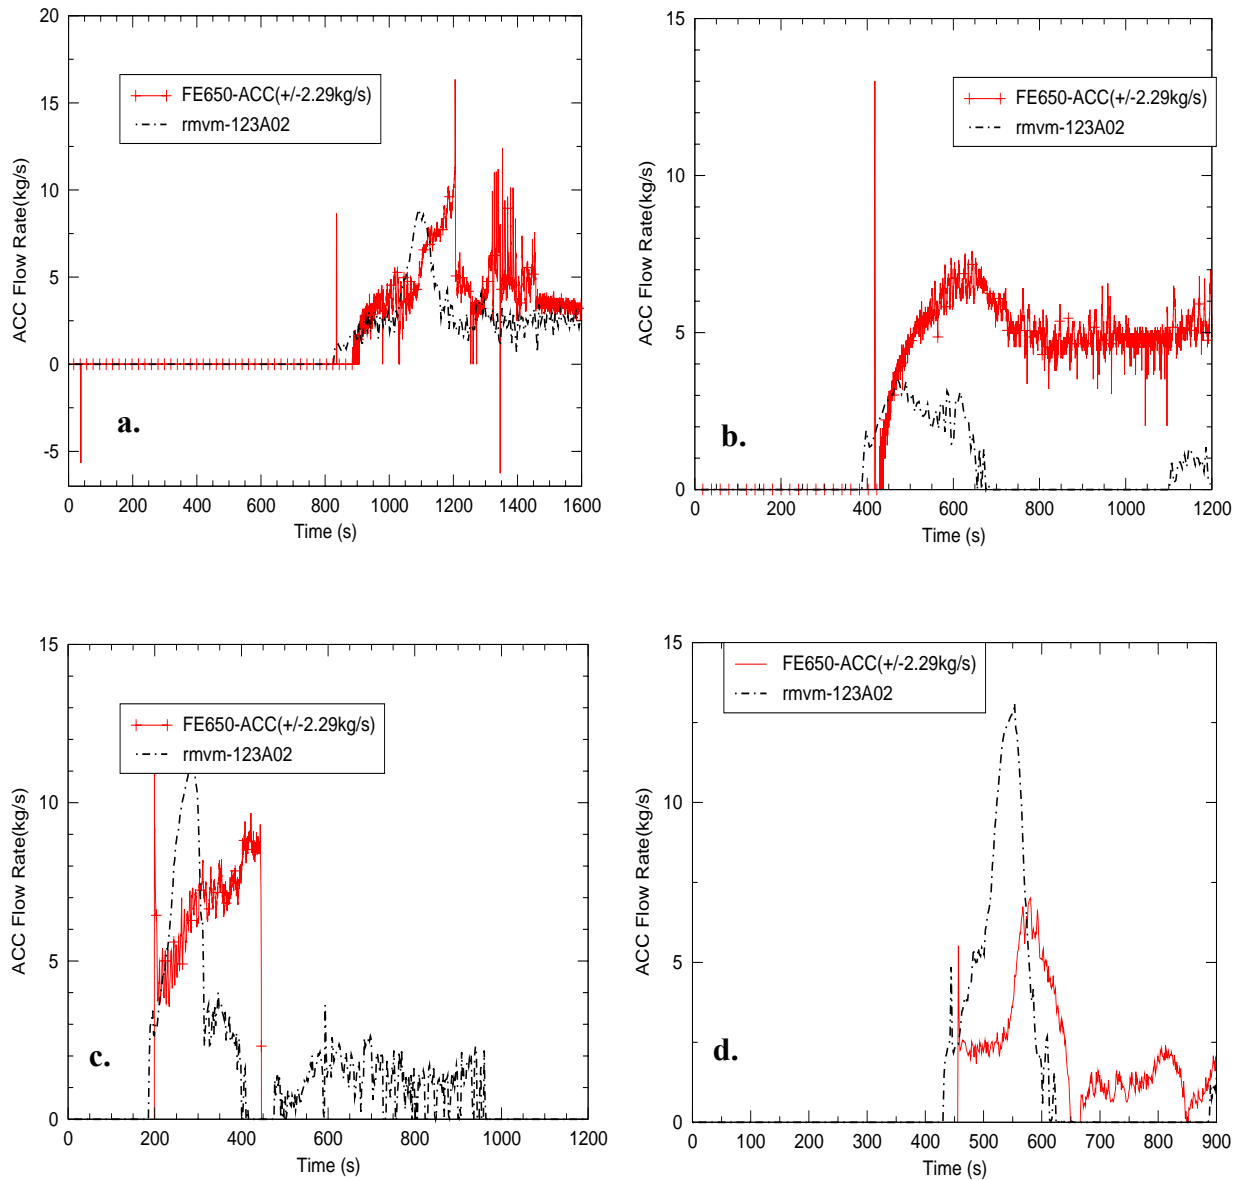 20
15
10
5
0
-5
ACC Flow Rate(kg/s)
FE650-ACC(+/-2.29kg/s)
rmvm-123A02
a.
0 200 400 600 800 1000 1200 1400 1600
Time (s)
15
10
5
0
ACC Flow Rate(kg/s)
FE650-ACC(+/-2.29kg/s)
rmvm-123A02
b.
0 200 400 600 800 1000 1200
Time (s)
15
10
5
0
ACC Flow Rate(kg/s)
FE650-ACC(+/-2.29kg/s)
rmvm-123A02
c.
0 200 400 600 800 1000 1200
Time (s)
15
10
5
0
ACC Flow Rate(kg/s)
FE650-ACC(+/-2.29kg/s)
rmvm-123A02
d.
0 100 200 300 400 500 600 700 800 900
Time (s)